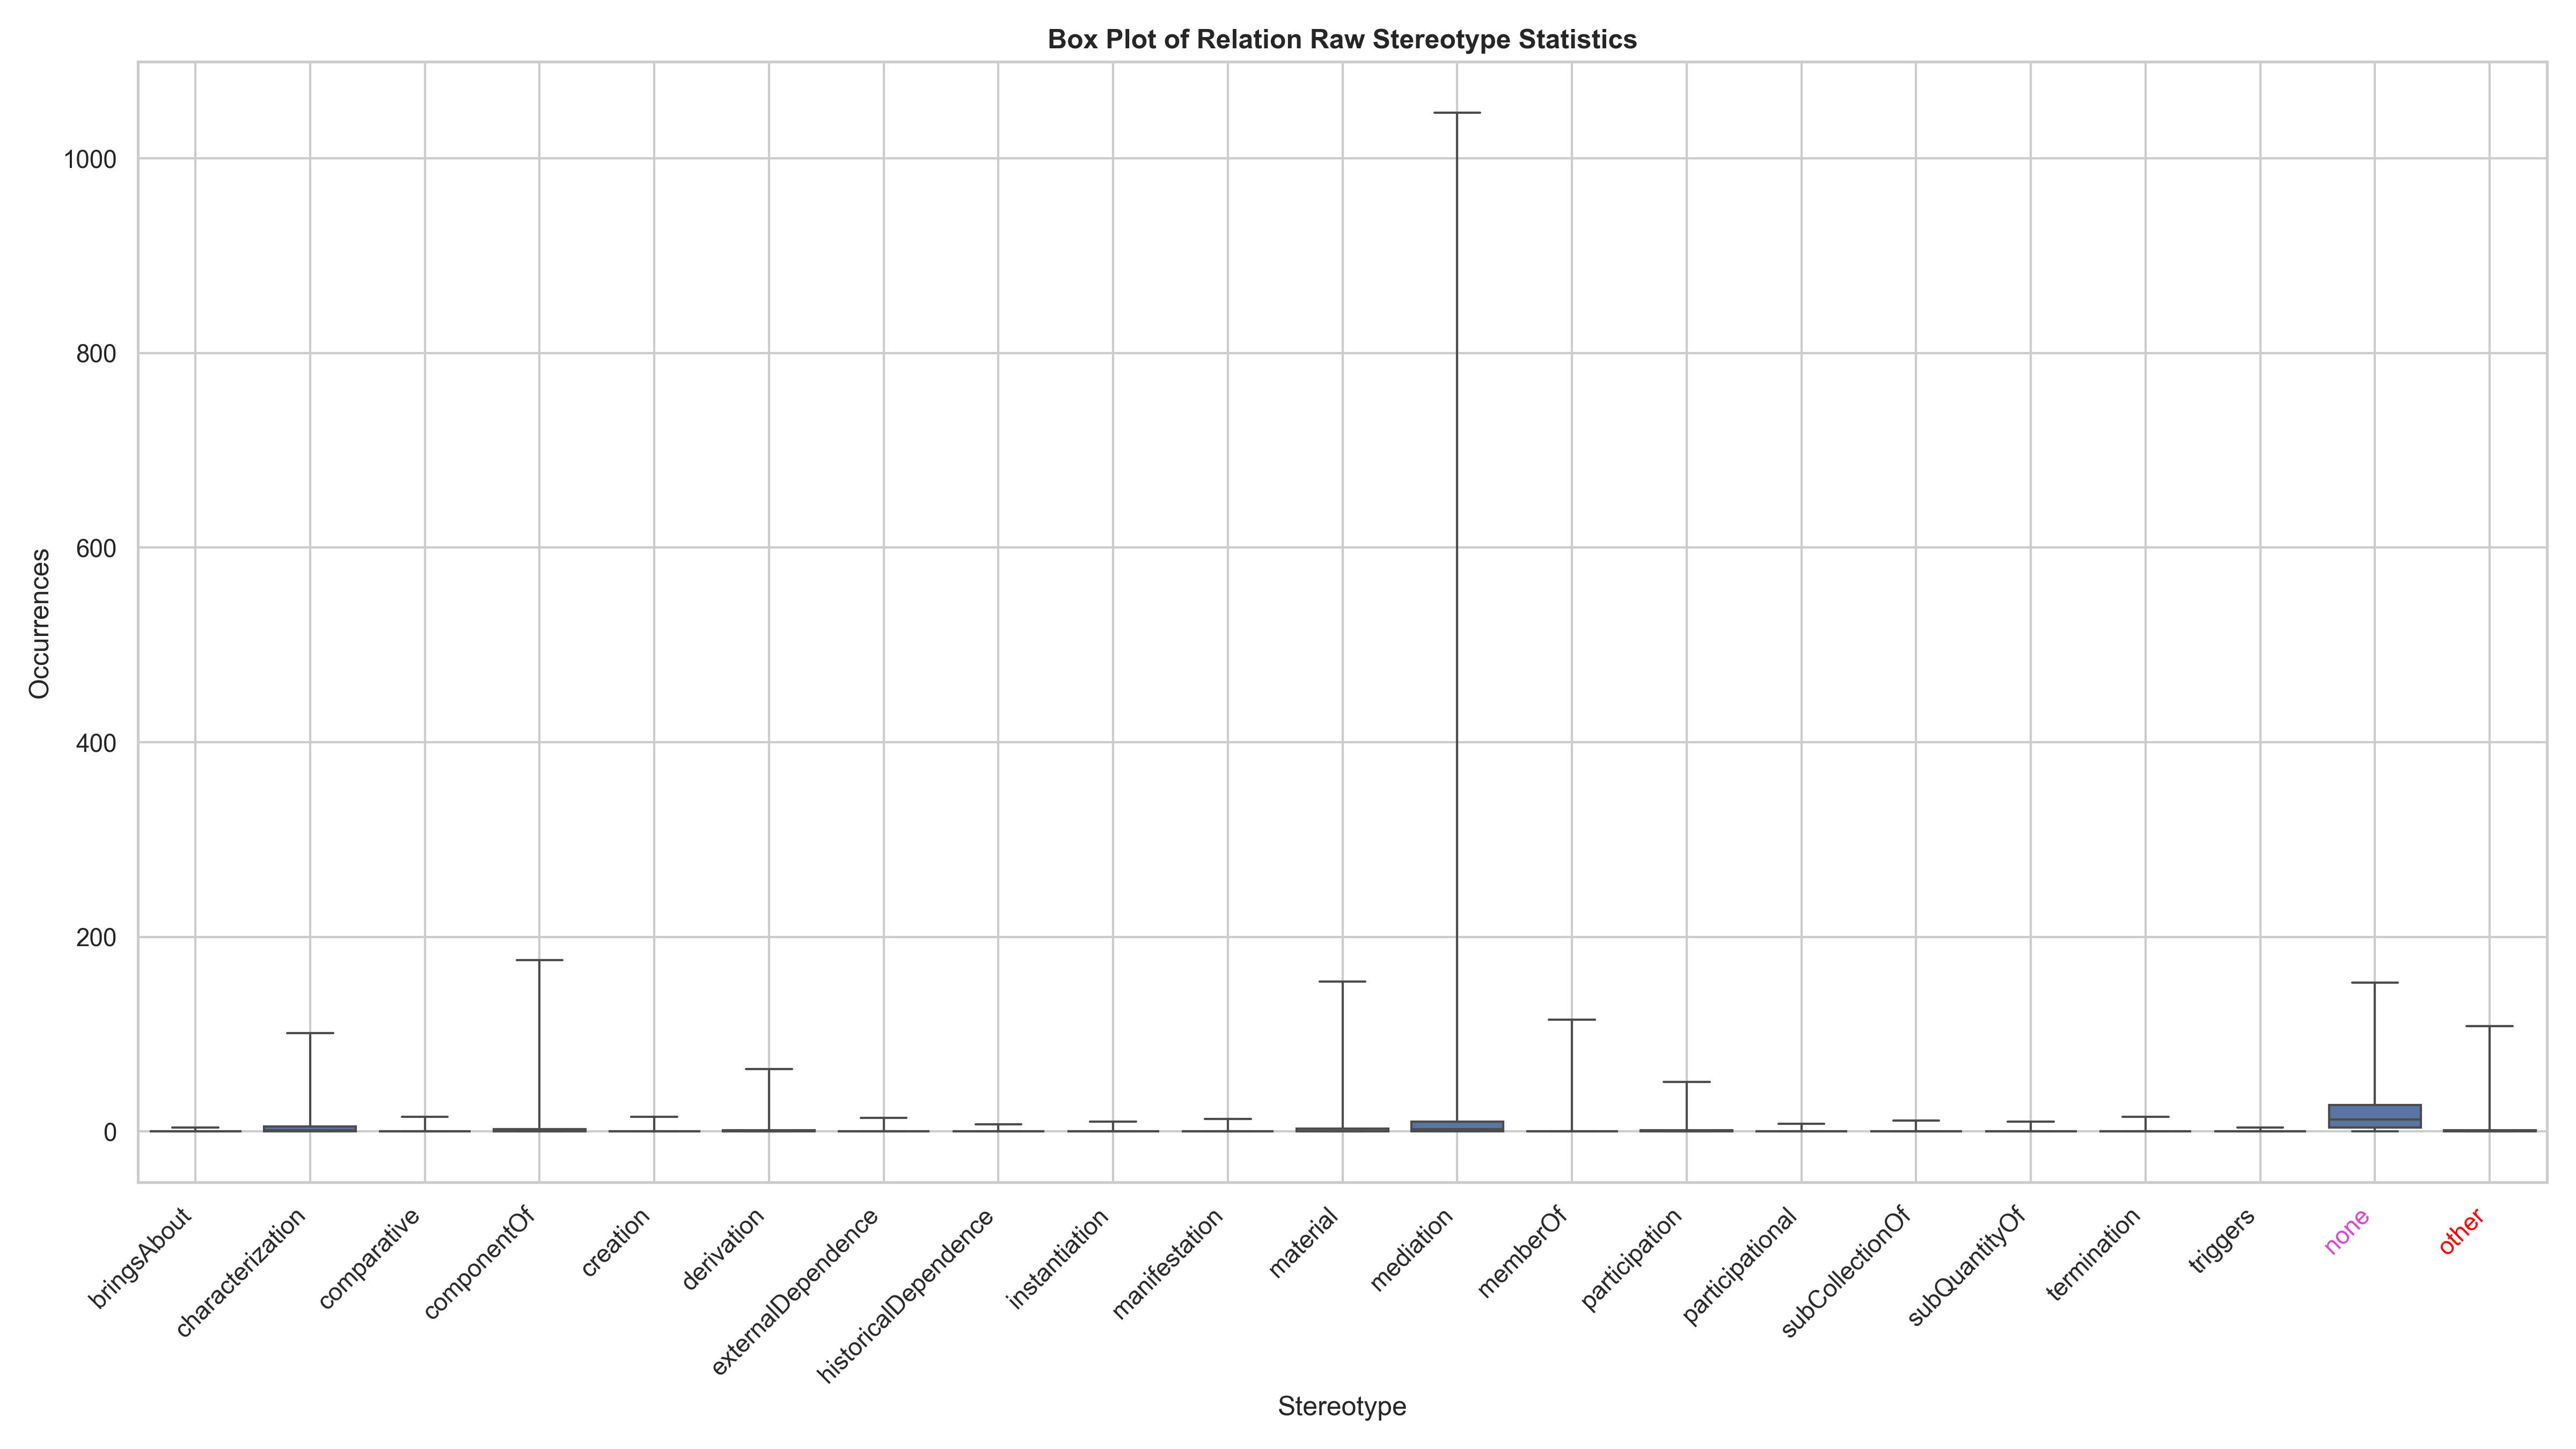 Box Plot of Relation Raw Stereotype Statistics
Occurrences
1000
800
600
400
200
0
bringsAbout
characterization
comparative
componentOf
creation
derivation
externalDependence
historicalDependence
instantiation
manifestation
material
mediation
memberOf
participation
participational
subCollectionOf
subQuantityOf
termination
triggers
none
other
Stereotype